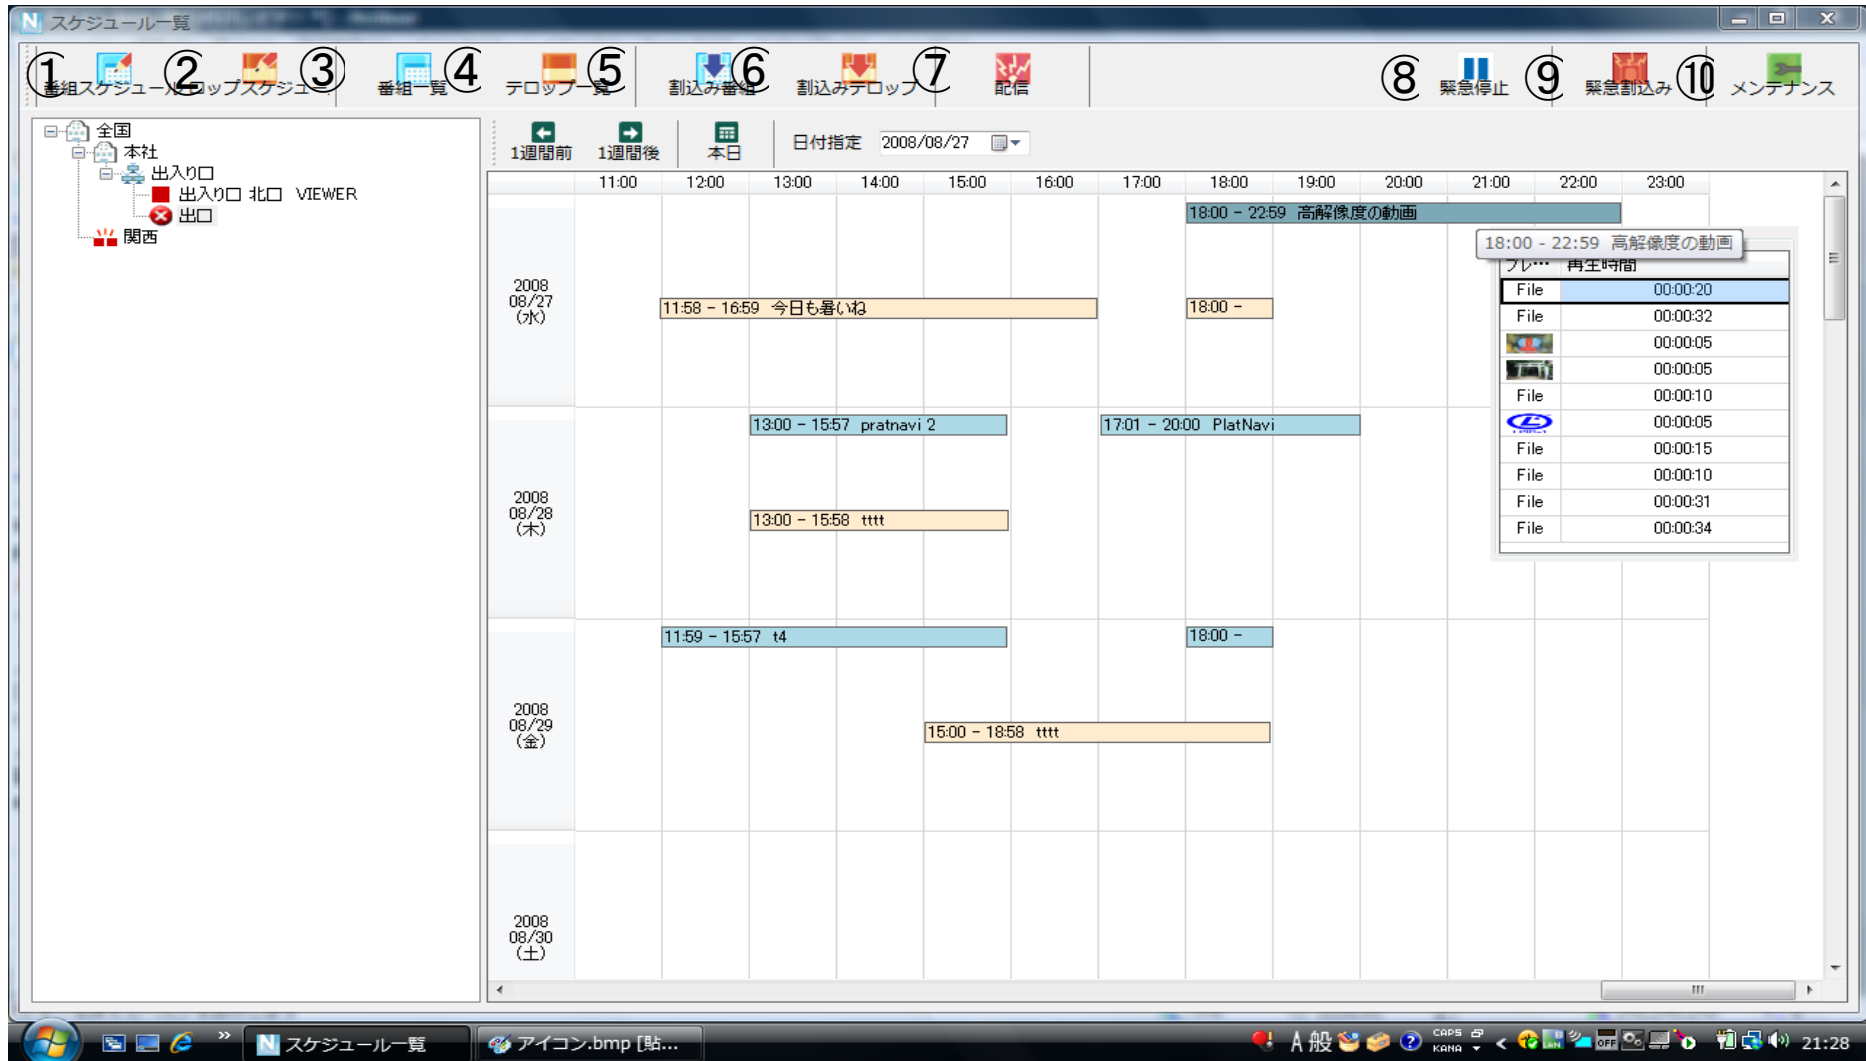 スケジュール一覧
① 番組スケジュール ② ロップスケジュー ③ 番組一覧 ④ テロップ一覧 ⑤ 割込み番組 ⑥ 割込みテロップ ⑦ 配信 ⑧ 緊急停止 ⑨ 緊急割込み ⑩ メンテナンス
全国
本社
出入り口
出入り口 北口 VIEWER
出口
関西
1週間前 1週間後 本日 日付指定 2008/08/27
11:00 12:00 13:00 14:00 15:00 16:00 17:00 18:00 19:00 20:00 21:00 22:00 23:00
18:00 - 22:59 高解像度の動画
18:00 - 22:59 高解像度の動画
プレ… 再生時間
File 00:00:20
File 00:00:32
00:00:05
00:00:05
File 00:00:10
00:00:05
File 00:00:15
File 00:00:10
File 00:00:31
File 00:00:34
2008
08/27
(水)
11:58 - 16:59 今日も暑いね 18:00 -
13:00 - 15:57 pratnavi 2 17:01 - 20:00 PlatNavi
2008
08/28
(木)
13:00 - 15:58 tttt
11:59 - 15:57 t4 18:00 -
2008
08/29
(金)
15:00 - 18:58 tttt
2008
08/30
(土)
スケジュール一覧 アイコン.bmp [貼... A 般 CAPS KANA OFF 21:28